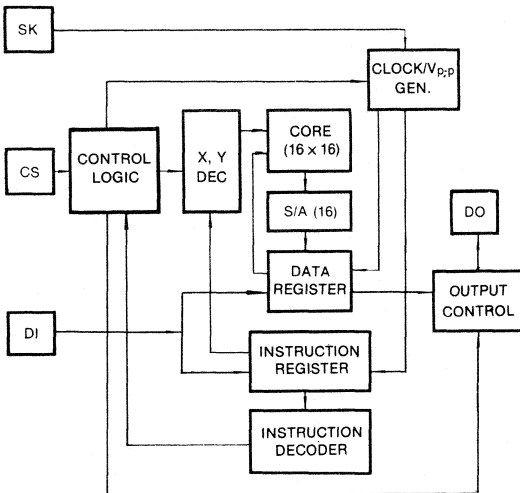 SK
CLOCK/Vp-p
GEN.
CONTROL
LOGIC
X, Y
DEC
CORE
(16 × 16)
CS
S/A (16)
DO
DATA
REGISTER
OUTPUT
CONTROL
DI
INSTRUCTION
REGISTER
INSTRUCTION
DECODER